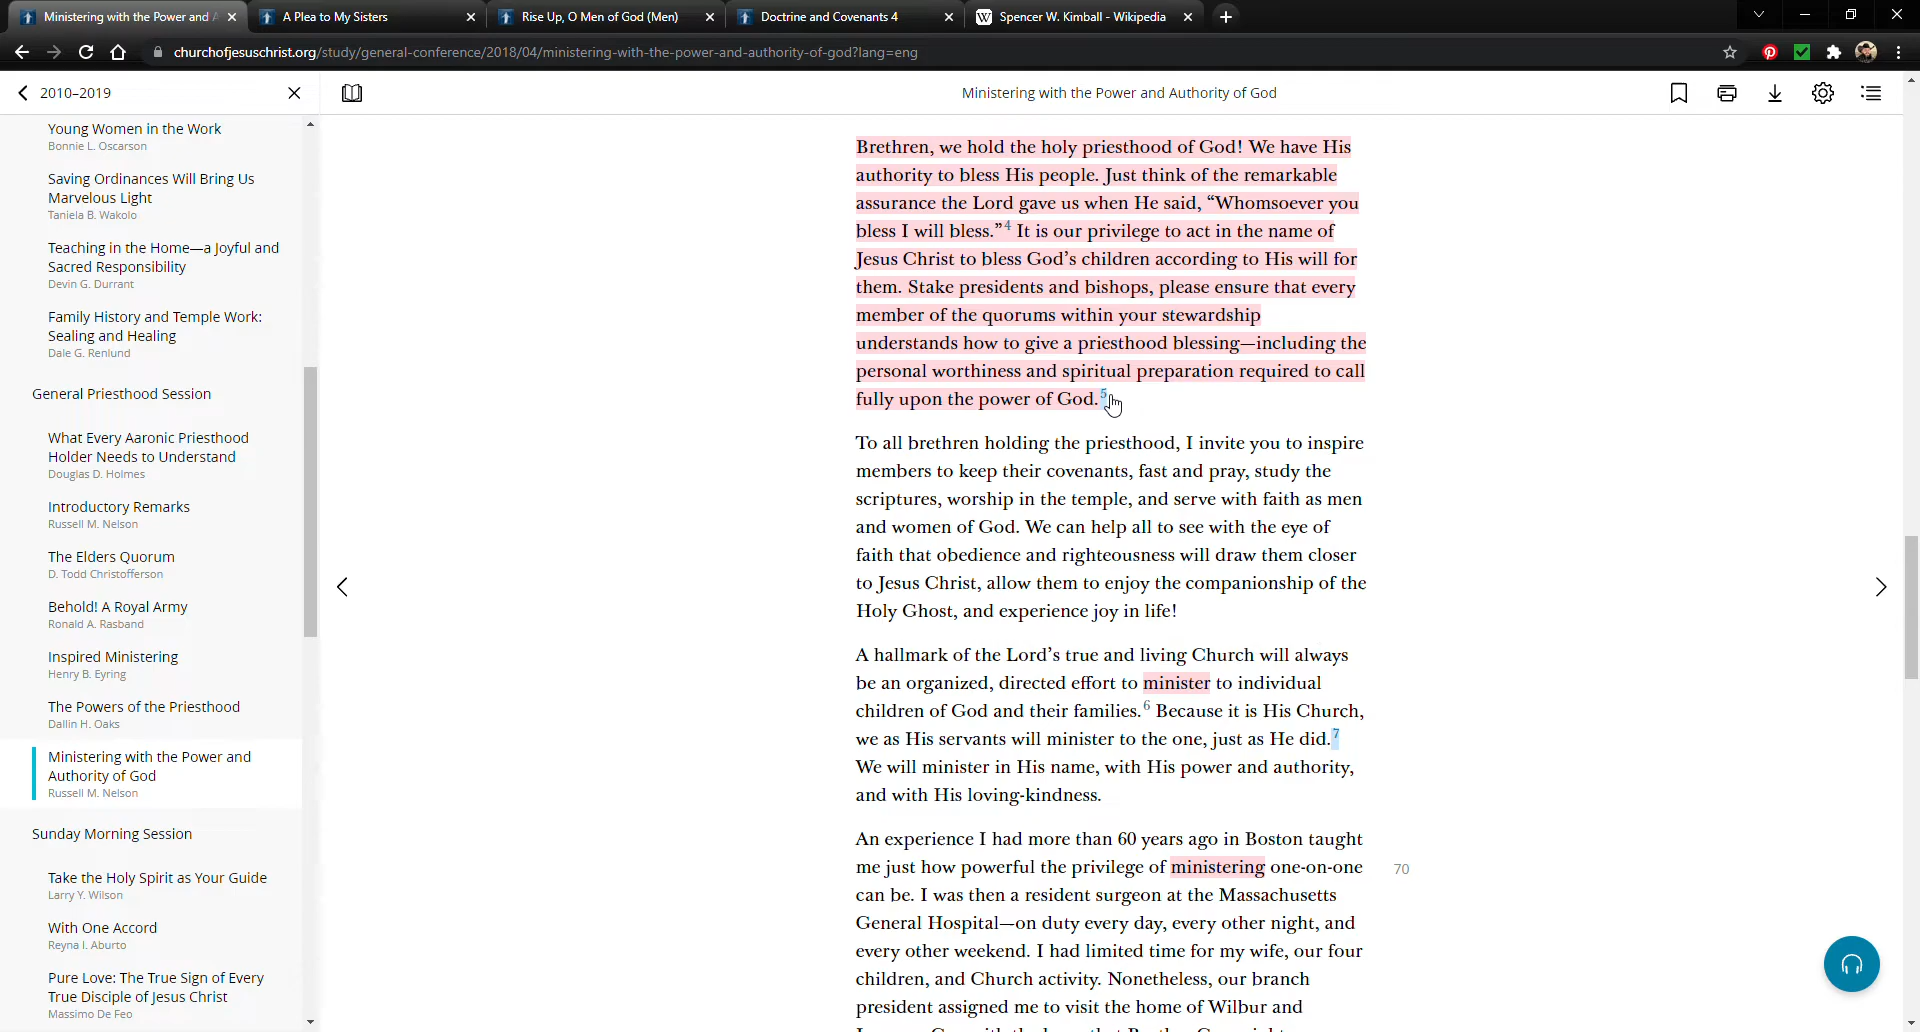 Ministering with the Power and A
A Plea to My Sisters
Rise Up, O Men of God (Men)
Doctrine and Covenants 4
W Spencer W. Kimball - Wikipedia
churchofjesuschrist.org/study/general-conference/2018/04/ministering-with-the-power-and-authority-of-god?lang=eng
2010–2019
Ministering with the Power and Authority of God
Young Women in the Work
Bonnie L. Oscarson
Saving Ordinances Will Bring Us
Marvelous Light
Taniela B. Wakolo
Teaching in the Home—a Joyful and
Sacred Responsibility
Devin G. Durrant
Family History and Temple Work:
Sealing and Healing
Dale G. Renlund
General Priesthood Session
What Every Aaronic Priesthood
Holder Needs to Understand
Douglas D. Holmes
Introductory Remarks
Russell M. Nelson
The Elders Quorum
D. Todd Christofferson
Behold! A Royal Army
Ronald A. Rasband
Inspired Ministering
Henry B. Eyring
The Powers of the Priesthood
Dallin H. Oaks
Ministering with the Power and
Authority of God
Russell M. Nelson
Sunday Morning Session
Take the Holy Spirit as Your Guide
Larry Y. Wilson
With One Accord
Reyna I. Aburto
Pure Love: The True Sign of Every
True Disciple of Jesus Christ
Massimo De Feo
Brethren, we hold the holy priesthood of God! We have His
authority to bless His people. Just think of the remarkable
assurance the Lord gave us when He said, “Whomsoever you
bless I will bless.”4 It is our privilege to act in the name of
Jesus Christ to bless God’s children according to His will for
them. Stake presidents and bishops, please ensure that every
member of the quorums within your stewardship
understands how to give a priesthood blessing—including the
personal worthiness and spiritual preparation required to call
fully upon the power of God.5
To all brethren holding the priesthood, I invite you to inspire
members to keep their covenants, fast and pray, study the
scriptures, worship in the temple, and serve with faith as men
and women of God. We can help all to see with the eye of
faith that obedience and righteousness will draw them closer
to Jesus Christ, allow them to enjoy the companionship of the
Holy Ghost, and experience joy in life!
A hallmark of the Lord’s true and living Church will always
be an organized, directed effort to minister to individual
children of God and their families.6 Because it is His Church,
we as His servants will minister to the one, just as He did.7
We will minister in His name, with His power and authority,
and with His loving-kindness.
An experience I had more than 60 years ago in Boston taught
me just how powerful the privilege of ministering one-on-one
70
can be. I was then a resident surgeon at the Massachusetts
General Hospital—on duty every day, every other night, and
every other weekend. I had limited time for my wife, our four
children, and Church activity. Nonetheless, our branch
president assigned me to visit the home of Wilbur and